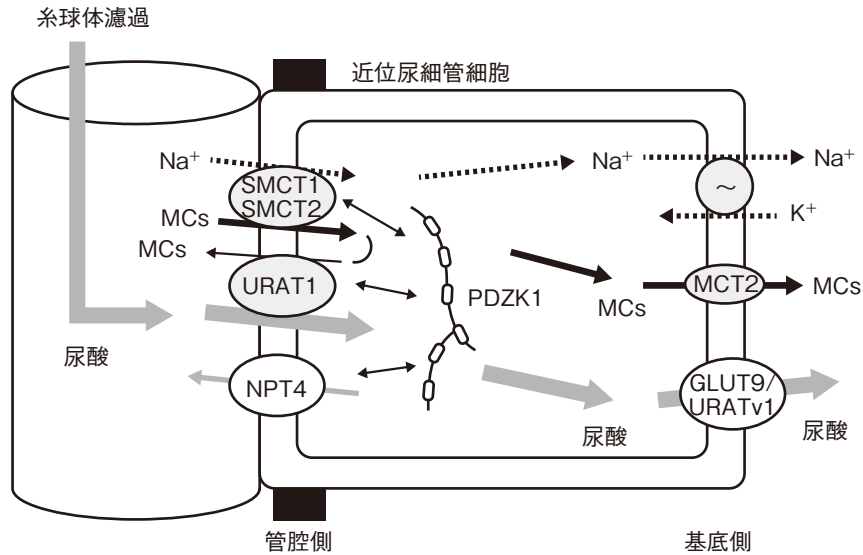 糸球体濾過
近位尿細管細胞
Na⁺
SMCT1
SMCT2
MCs
MCs
URAT1
尿酸
NPT4
PDZK1
Na⁺
Na⁺
～
K⁺
MCs
MCT2
MCs
尿酸
GLUT9/
URATv1
尿酸
管腔側
基底側